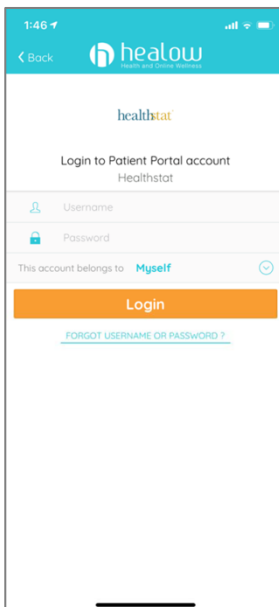 1:46
Back
healow
Health and Online Wellness
healthstat
Login to Patient Portal account
Healthstat
Username
Password
This account belongs to Myself
Login
FORGOT USERNAME OR PASSWORD ?